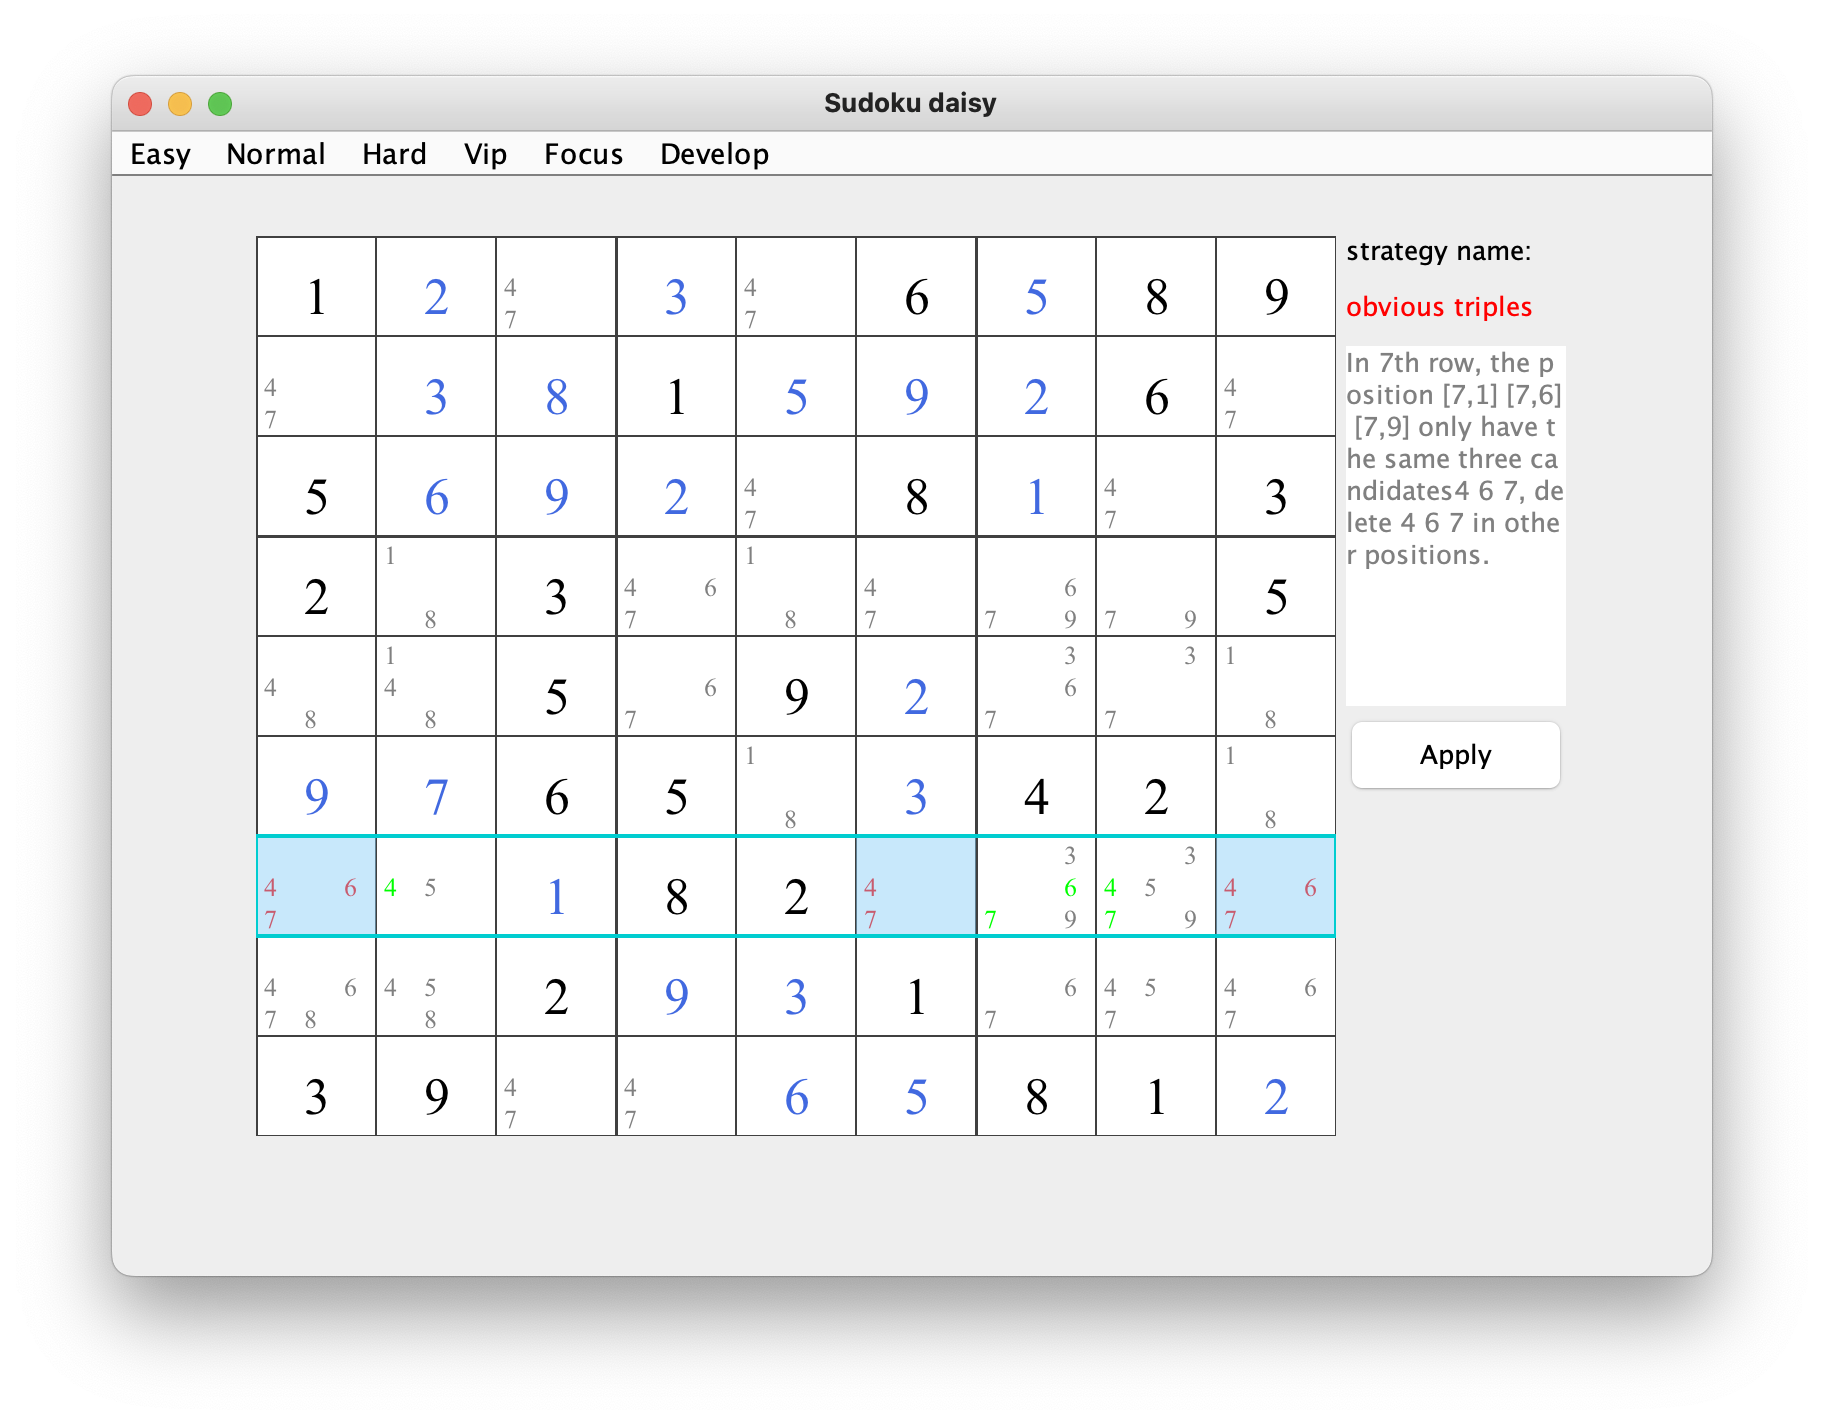 Sudoku daisy
Easy Normal Hard Vip Focus Develop
1 2 4 3 4 6 5 8 9
7 7
4 3 8 1 5 9 2 6 4
7 7
5 6 9 2 4 8 1 4 3
7 7
1 1
2 3 4 6 4 6 5
8 7 8 7 7 9 7 9
1 3 3 1
4 4 5 6 9 2 6
8 8 7 7 7 8
1 1
9 7 6 5 3 4 2
8 8
3 3
4 6 4 5 1 8 2 4 6 4 5 4 6
7 7 7 9 7 9 7
4 6 4 5 2 9 3 1 6 4 5 4 6
7 8 8 7 7 7
3 9 4 4 6 5 8 1 2
7 7
strategy name:
obvious triples
In 7th row, the p
osition [7,1] [7,6]
[7,9] only have t
he same three ca
ndidates4 6 7, de
lete 4 6 7 in othe
r positions.
Apply